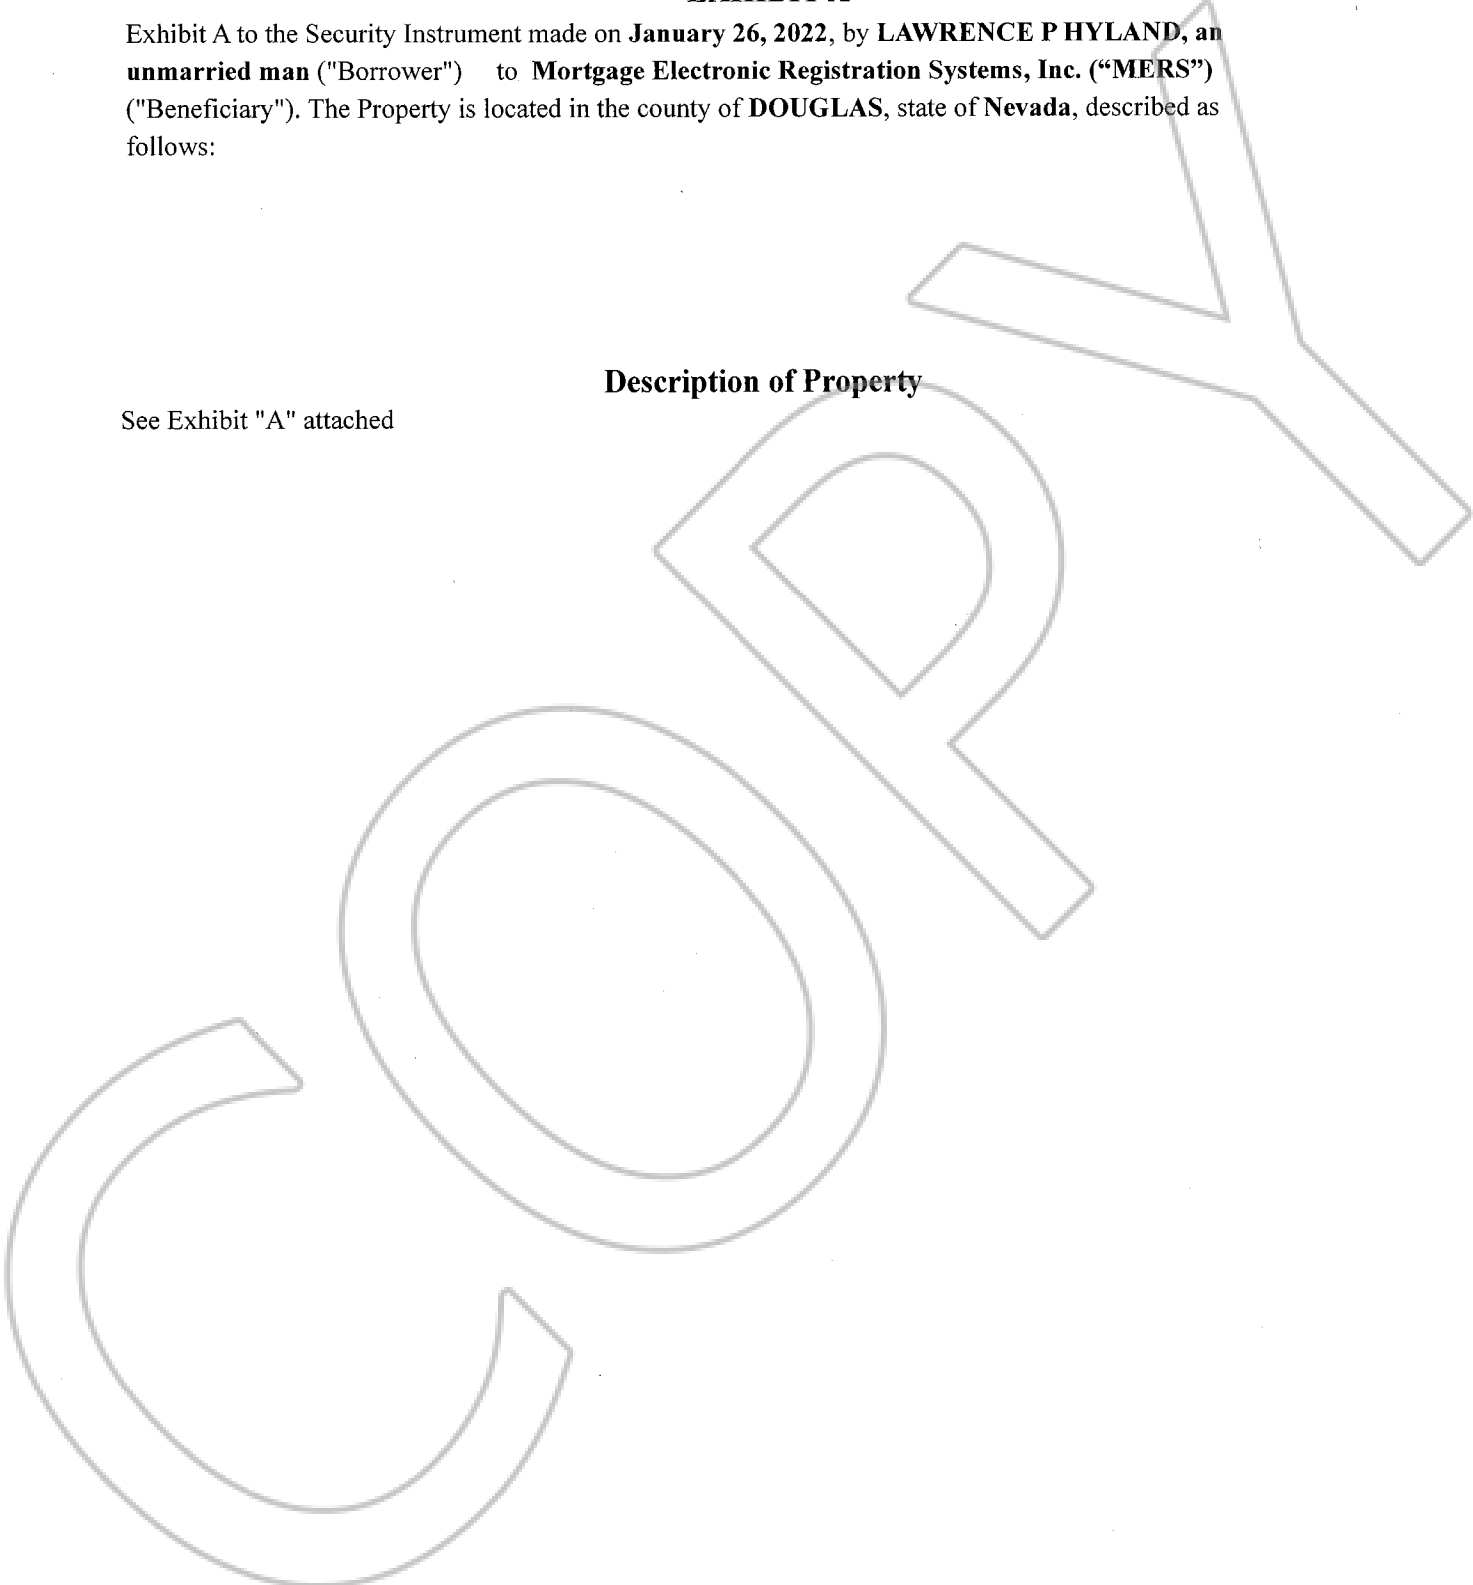 Exhibit A to the Security Instrument made on January 26, 2022, by LAWRENCE P HYLAND, an
unmarried man ("Borrower") to Mortgage Electronic Registration Systems, Inc. (“MERS”)
("Beneficiary"). The Property is located in the county of DOUGLAS, state of Nevada, described as
follows:
Description of Property
See Exhibit "A" attached
COPY